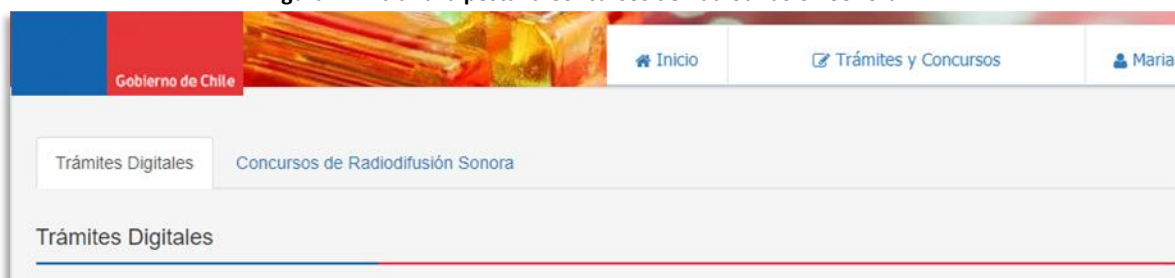 Inicio
Trámites y Concursos
Maria
Gobierno de Chile
Trámites Digitales
Concursos de Radiodifusión Sonora
Trámites Digitales